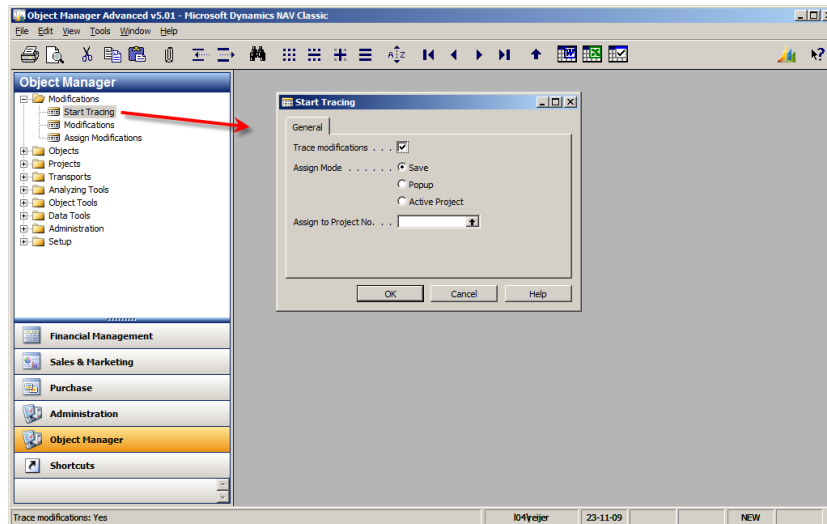 Object Manager Advanced v5.01 - Microsoft Dynamics NAV Classic
File Edit View Tools Window Help
Object Manager
Modifications
Start Tracing
Modifications
Assign Modifications
Objects
Projects
Transports
Analyzing Tools
Object Tools
Data Tools
Administration
Setup
Financial Management
Sales & Marketing
Purchase
Administration
Object Manager
Shortcuts
Start Tracing
General
Trace modifications . . .
Assign Mode . . . . . . Save
Popup
Active Project
Assign to Project No. . .
OK Cancel Help
Trace modifications: Yes l04\reijer 23-11-09 NEW